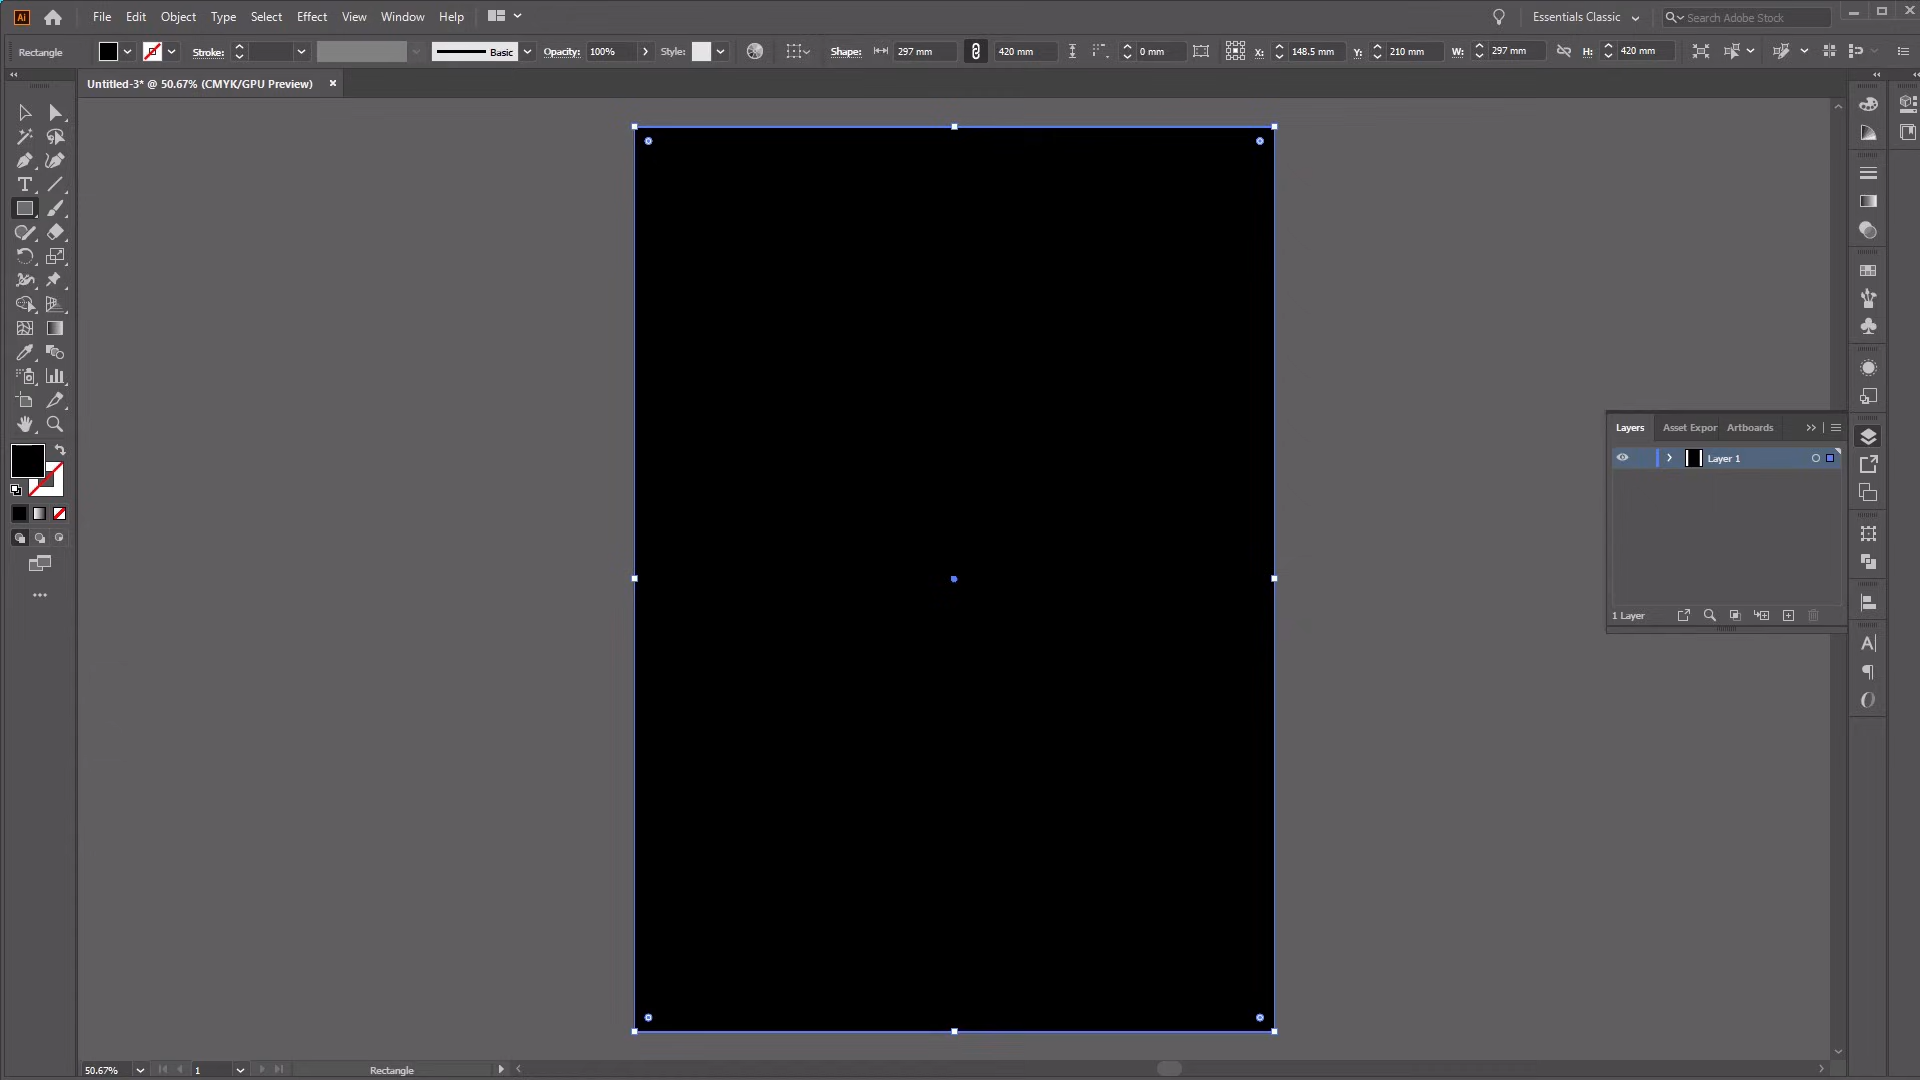 Ai File Edit Object Type Select Effect View Window Help Essentials Classic Search Adobe Stock
Rectangle Stroke: Basic Opacity: 100% Style: Shape: 297 mm 420 mm 0 mm X: 148.5 mm Y: 210 mm W: 297 mm H: 420 mm
Untitled-3* @ 50.67% (CMYK/GPU Preview) ×
Layers Asset Expor Artboards
Layer 1
1 Layer
50.67% 1 Rectangle